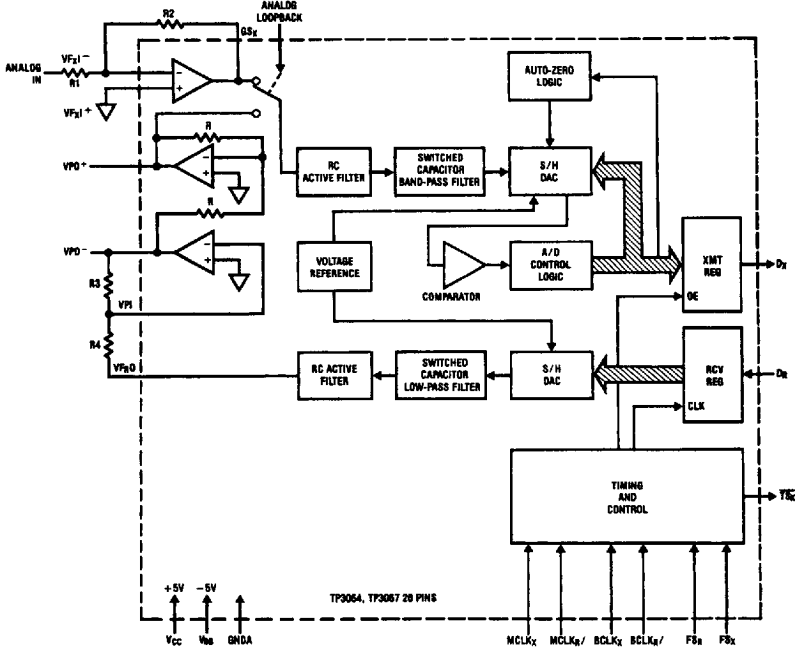 ANALOG
LOOPBACK
R2
GSX
ANALOG
IN
VFXI−
R1
−
+
VFXI+
AUTO-ZERO
LOGIC
R
VPO+
−
+
RC
ACTIVE FILTER
SWITCHED
CAPACITOR
BAND-PASS FILTER
S/H
DAC
R
VPO−
−
+
VOLTAGE
REFERENCE
COMPARATOR
A/D
CONTROL
LOGIC
XMT
REG
DX
OE
R3
VPI
R4
VFRO
RC ACTIVE
FILTER
SWITCHED
CAPACITOR
LOW-PASS FILTER
S/H
DAC
RCV
REG
DR
CLK
TIMING
AND
CONTROL
TSX
+5V
−5V
TP3064, TP3067 20 PINS
VCC
VBB
GNDA
MCLKX
MCLKR/
BCLKX
BCLKR/
FSR
FSX